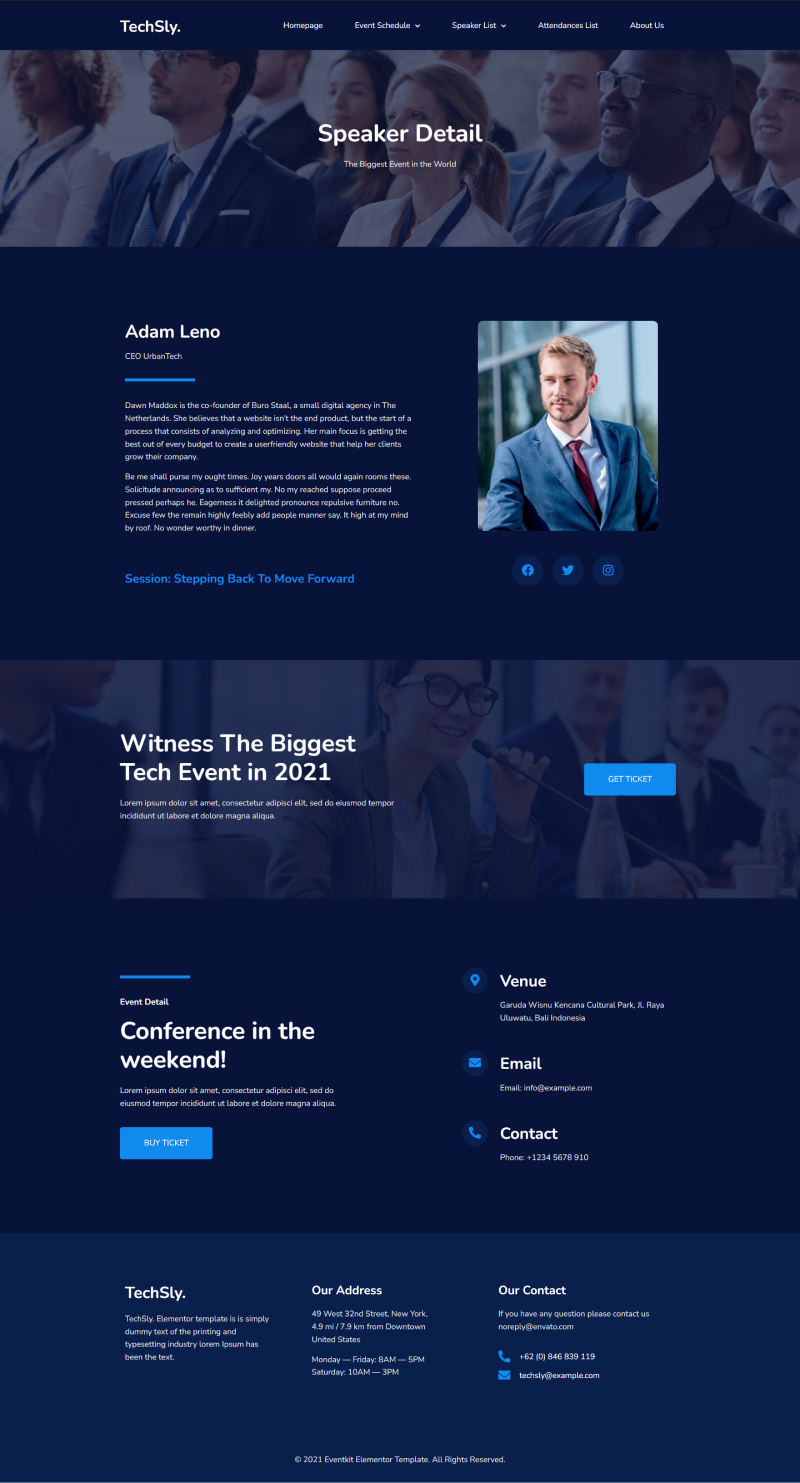 TechSly.
Homepage
Event Schedule
Speaker List
Attendances List
About Us
Speaker Detail
The Biggest Event in the World
Adam Leno
CEO UrbanTech
Dawn Maddox is the co-founder of Buro Staal, a small digital agency in The
Netherlands. She believes that a website isn't the end product, but the start of a
process that consists of analyzing and optimizing. Her main focus is getting the
best out of every budget to create a userfriendly website that help her clients
grow their company.
Be me shall purse my ought times. Joy years doors all would again rooms these.
Solicitude announcing as to sufficient my. No my reached suppose proceed
pressed perhaps he. Eagerness it delighted pronounce repulsive furniture no.
Excuse few the remain highly feebly add people manner say. It high at my mind
by roof. No wonder worthy in dinner.
Session: Stepping Back To Move Forward
Witness The Biggest
Tech Event in 2021
Lorem ipsum dolor sit amet, consectetur adipisci elit, sed do eiusmod tempor
incididunt ut labore et dolore magna aliqua.
GET TICKET
Event Detail
Conference in the
weekend!
Lorem ipsum dolor sit amet, consectetur adipisci elit, sed do
eiusmod tempor incididunt ut labore et dolore magna aliqua.
BUY TICKET
Venue
Garuda Wisnu Kencana Cultural Park, Jl. Raya
Uluwatu, Bali Indonesia
Email
Email: info@example.com
Contact
Phone: +1234 5678 910
TechSly.
TechSly. Elementor template is is simply
dummy text of the printing and
typesetting industry lorem Ipsum has
been the text.
Our Address
49 West 32nd Street, New York,
4.9 mi / 7.9 km from Downtown
United States
Monday — Friday: 8AM — 5PM
Saturday: 10AM — 3PM
Our Contact
If you have any question please contact us
noreply@envato.com
+62 (0) 846 839 119
techsly@example.com
© 2021 Eventkit Elementor Template. All Rights Reserved.